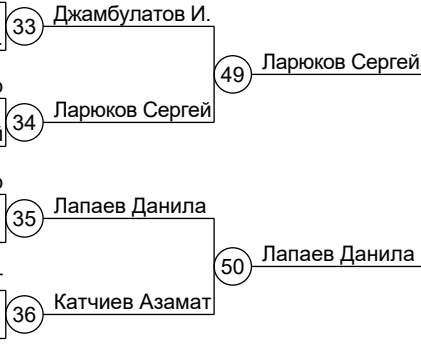 33 Джамбулатов И.
49 Ларюков Сергей
34 Ларюков Сергей
35 Лапаев Данила
50 Лапаев Данила
36 Катчиев Азамат